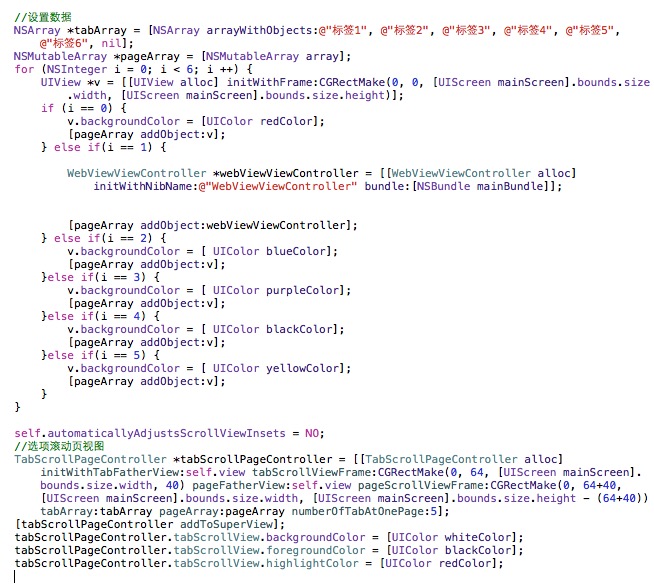 //设置数据
NSArray *tabArray = [NSArray arrayWithObjects:@"标签1", @"标签2", @"标签3", @"标签4", @"标签5",
@"标签6", nil];
NSMutableArray *pageArray = [NSMutableArray array];
for (NSInteger i = 0; i < 6; i ++) {
UIView *v = [[UIView alloc] initWithFrame:CGRectMake(0, 0, [UIScreen mainScreen].bounds.size
.width, [UIScreen mainScreen].bounds.size.height)];
if (i == 0) {
v.backgroundColor = [UIColor redColor];
[pageArray addObject:v];
} else if(i == 1) {
WebViewViewController *webViewViewController = [[WebViewViewController alloc]
initWithNibName:@"WebViewViewController" bundle:[NSBundle mainBundle]];
[pageArray addObject:webViewViewController];
} else if(i == 2) {
v.backgroundColor = [ UIColor blueColor];
[pageArray addObject:v];
}else if(i == 3) {
v.backgroundColor = [ UIColor purpleColor];
[pageArray addObject:v];
}else if(i == 4) {
v.backgroundColor = [ UIColor blackColor];
[pageArray addObject:v];
}else if(i == 5) {
v.backgroundColor = [ UIColor yellowColor];
[pageArray addObject:v];
}
}
self.automaticallyAdjustsScrollViewInsets = NO;
//选项滚动页视图
TabScrollPageController *tabScrollPageController = [[TabScrollPageController alloc]
initWithTabFatherView:self.view tabScrollViewFrame:CGRectMake(0, 64, [UIScreen mainScreen].
bounds.size.width, 40) pageFatherView:self.view pageScrollViewFrame:CGRectMake(0, 64+40,
[UIScreen mainScreen].bounds.size.width, [UIScreen mainScreen].bounds.size.height - (64+40))
tabArray:tabArray pageArray:pageArray numberOfTabAtOnePage:5];
[tabScrollPageController addToSuperView];
tabScrollPageController.tabScrollView.backgroundColor = [UIColor whiteColor];
tabScrollPageController.tabScrollView.foregroundColor = [UIColor blackColor];
tabScrollPageController.tabScrollView.highlightColor = [UIColor redColor];